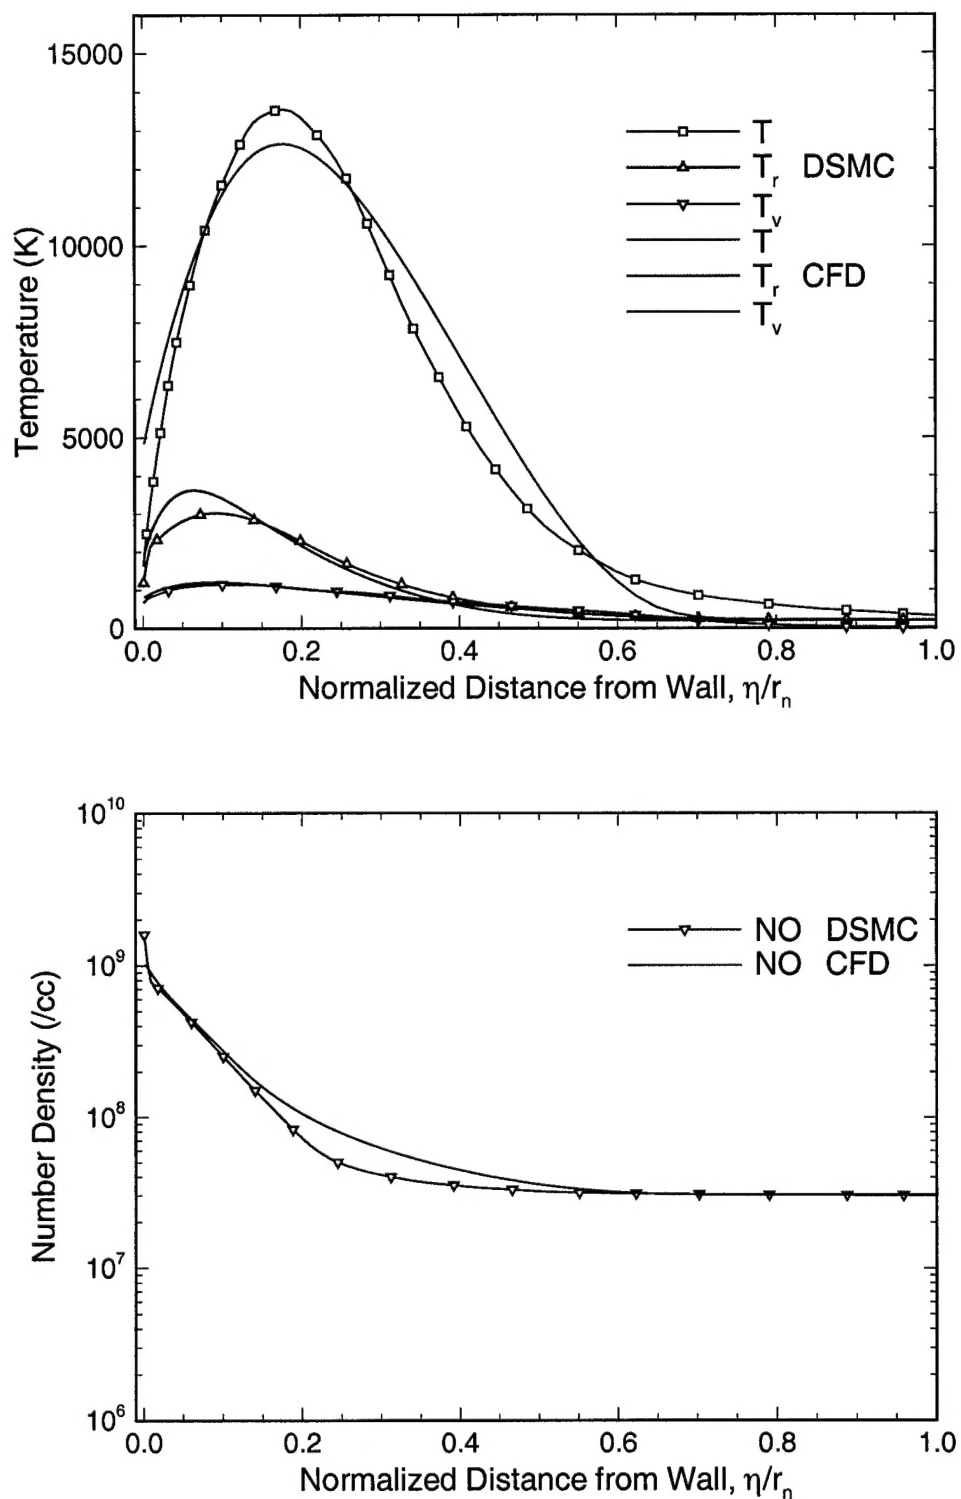 15000
10000
5000
0
Temperature (K)
T
T_r DSMC
T_v
T
T_r CFD
T_v
0.0 0.2 0.4 0.6 0.8 1.0
Normalized Distance from Wall, η/r_n
10^10
10^9
10^8
10^7
10^6
Number Density (/cc)
NO DSMC
NO CFD
0.0 0.2 0.4 0.6 0.8 1.0
Normalized Distance from Wall, η/r_n